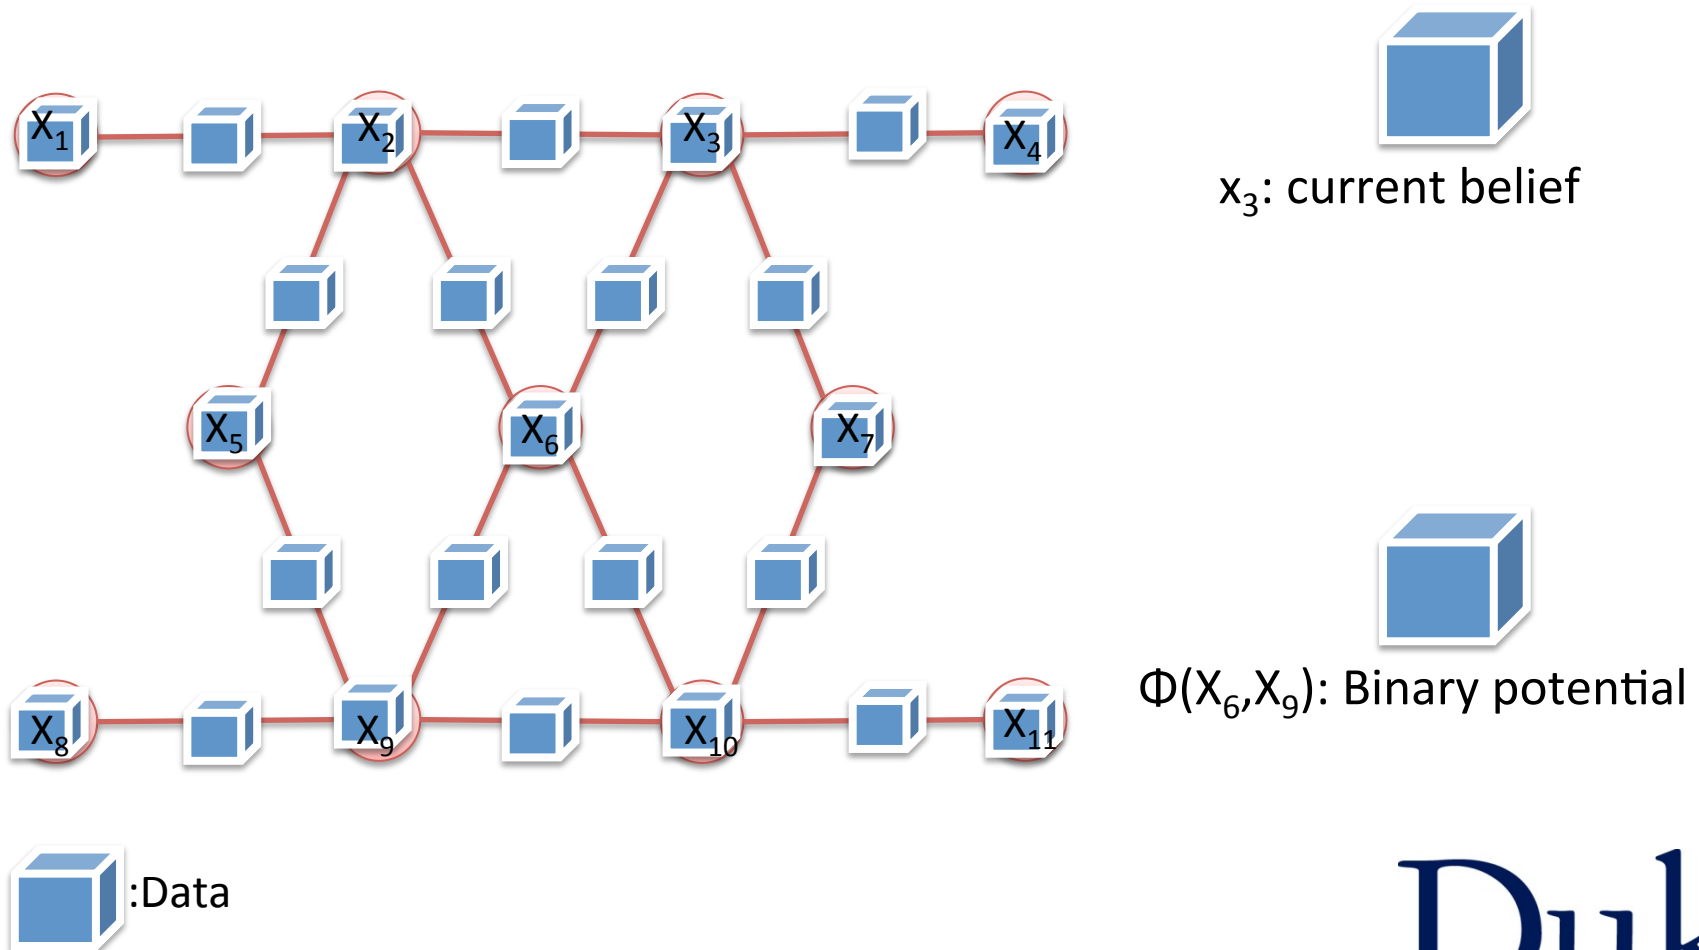 X₁ X₂ X₃ X₄
x₃: current belief
X₅ X₆ X₇
Φ(X₆,X₉): Binary potential
X₈ X₉ X₁₀ X₁₁
:Data